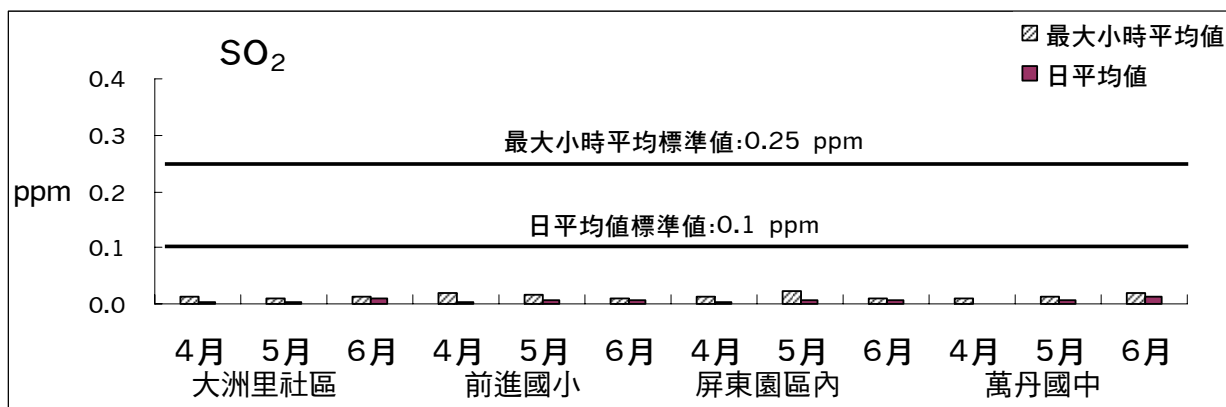 SO2
最大小時平均值
日平均值
0.4
0.3
最大小時平均標準值:0.25 ppm
ppm 0.2
日平均值標準值:0.1 ppm
0.1
0.0
4月 5月 6月 4月 5月 6月 4月 5月 6月 4月 5月 6月
大洲里社區 前進國小 屏東園區內 萬丹國中